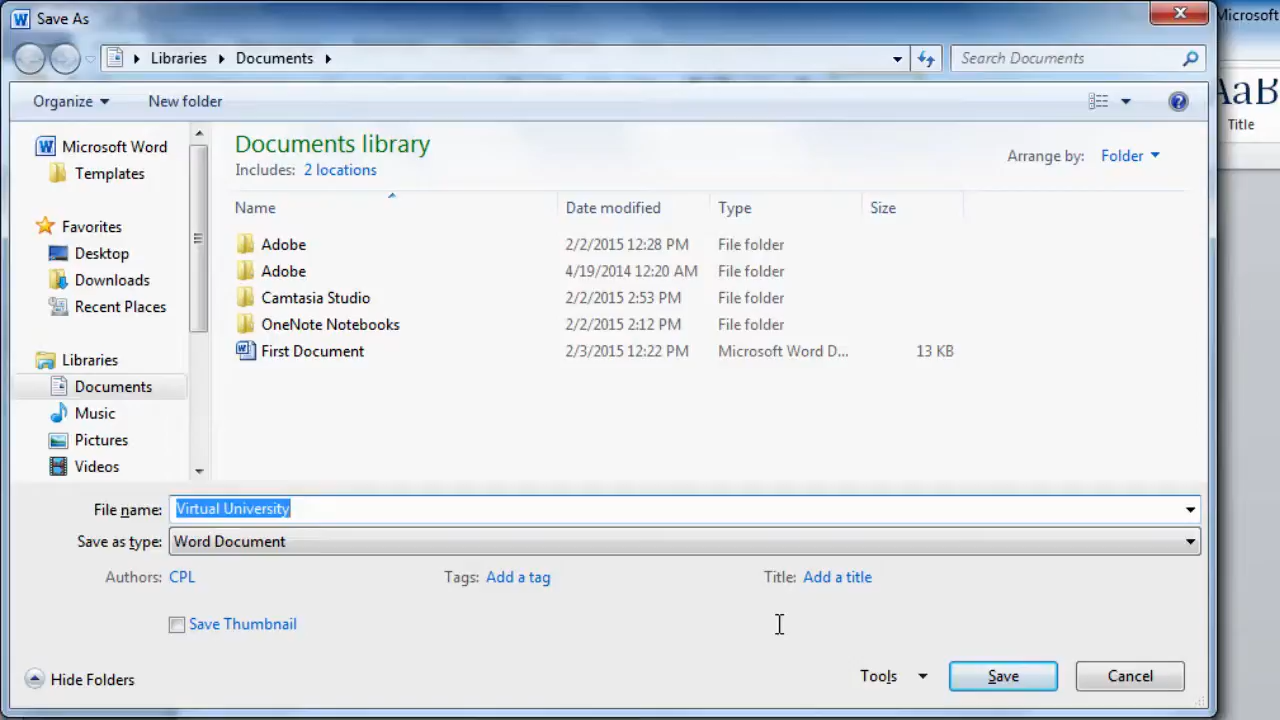 Save As
Microsoft
Libraries Documents
Search Documents
Organize New folder
AaB
Title
Microsoft Word
Templates
Favorites
Desktop
Downloads
Recent Places
Libraries
Documents
Music
Pictures
Videos
Documents library
Includes: 2 locations
Arrange by: Folder
Name Date modified Type Size
Adobe 2/2/2015 12:28 PM File folder
Adobe 4/19/2014 12:20 AM File folder
Camtasia Studio 2/2/2015 2:53 PM File folder
OneNote Notebooks 2/2/2015 2:12 PM File folder
First Document 2/3/2015 12:22 PM Microsoft Word D... 13 KB
File name: Virtual University
Save as type: Word Document
Authors: CPL Tags: Add a tag Title: Add a title
Save Thumbnail
Hide Folders Tools Save Cancel